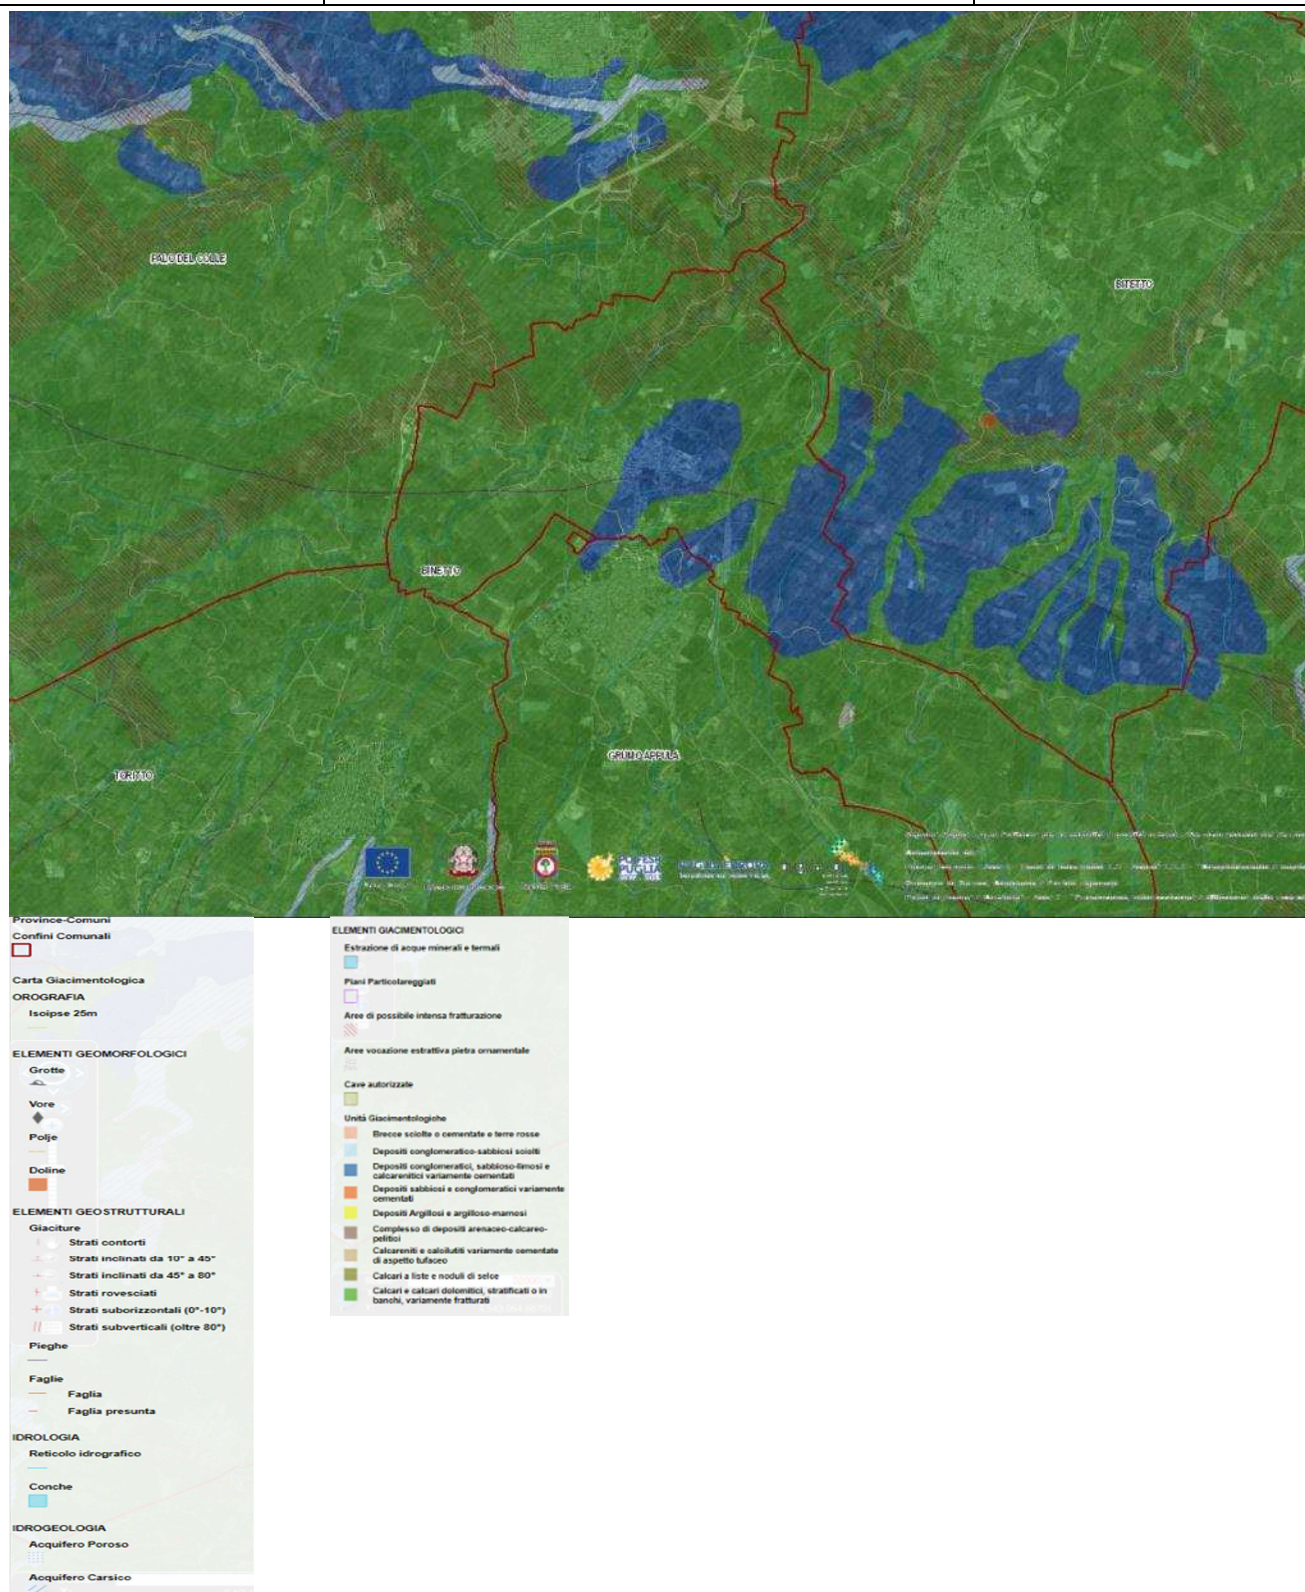 PALO DEL COLLE
BITETTO
BINETTO
GRUMO APPULA
TORITTO
PO FESR
PUGLIA
Province-Comuni
Confini Comunali
Carta Giacimentologica
OROGRAFIA
Isoipse 25m
ELEMENTI GEOMORFOLOGICI
Grotte
Vore
Polje
Doline
ELEMENTI GEOSTRUTTURALI
Giaciture
Strati contorti
Strati inclinati da 10° a 45°
Strati inclinati da 45° a 80°
Strati rovesciati
Strati suborizzontali (0°-10°)
Strati subverticali (oltre 80°)
Pieghe
Faglie
Faglia
Faglia presunta
IDROLOGIA
Reticolo idrografico
Conche
IDROGEOLOGIA
Acquifero Poroso
Acquifero Carsico
ELEMENTI GIACIMENTOLOGICI
Estrazione di acque minerali e termali
Piani Particolareggiati
Aree di possibile intensa fratturazione
Aree vocazione estrattiva pietra ornamentale
Cave autorizzate
Unità Giacimentologiche
Brecce sciolte o cementate e terre rosse
Depositi conglomeratico-sabbiosi sciolti
Depositi conglomeratici, sabbioso-limosi e
calcarenitici variamente cementati
Depositi sabbiosi e conglomeratici variamente
cementati
Depositi Argillosi e argilloso-marnosi
Complesso di depositi arenaceo-calcareo-
pelitici
Calcareniti e calcilutiti variamente cementate
di aspetto tufaceo
Calcari a liste e noduli di selce
Calcari e calcari dolomitici, stratificati o in
banchi, variamente fratturati